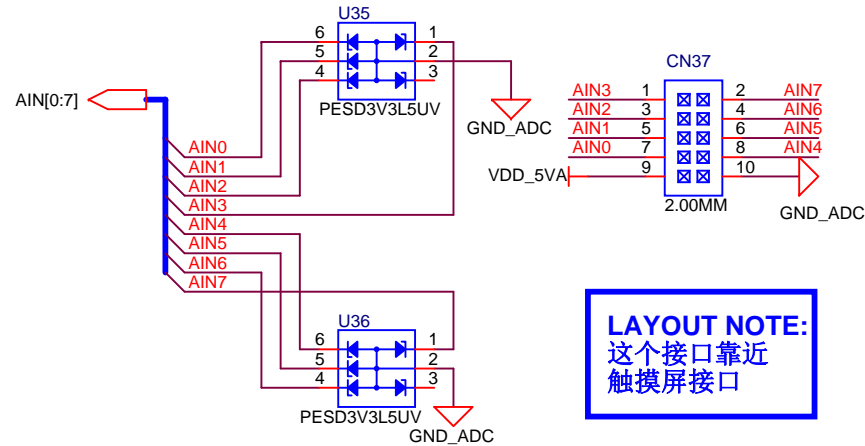 U35
6 1
5 2
4 3
PESD3V3L5UV
GND_ADC
AIN[0:7]
AIN0
AIN1
AIN2
AIN3
AIN4
AIN5
AIN6
AIN7
U36
6 1
5 2
4 3
PESD3V3L5UV
GND_ADC
CN37
AIN3 1 2 AIN7
AIN2 3 4 AIN6
AIN1 5 6 AIN5
AIN0 7 8 AIN4
VDD_5VA 9 10
GND_ADC
2.00MM
LAYOUT NOTE:
这个接口靠近
触摸屏接口